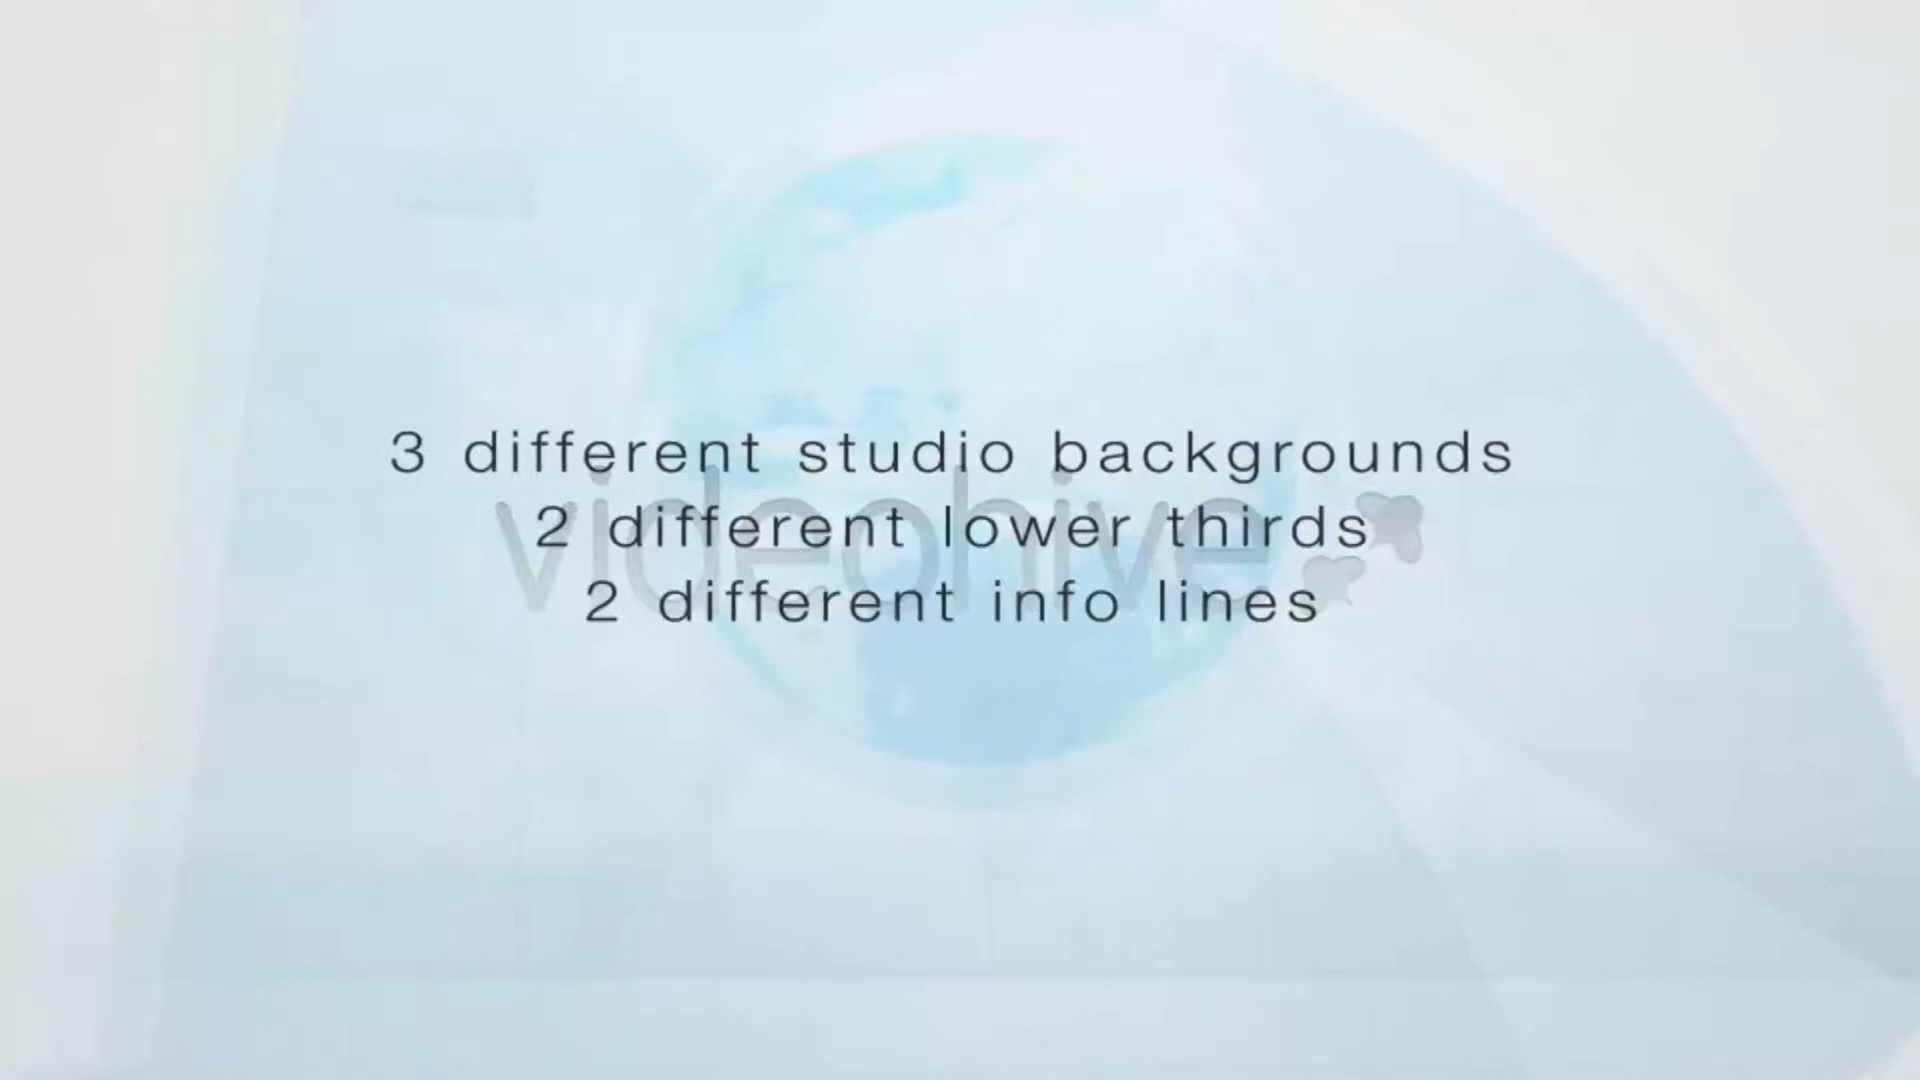 3 different studio backgrounds
videohive
2 different lower thirds
2 different info lines